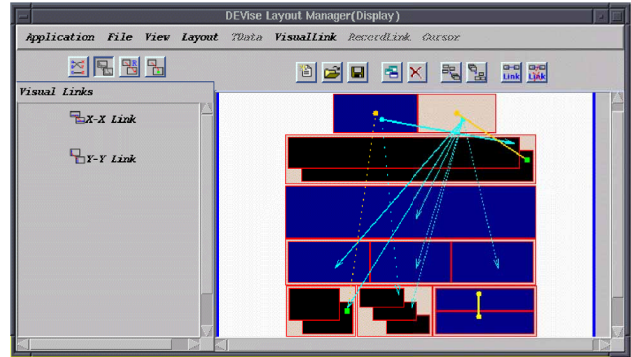 DEVise Layout Manager(Display)
Application File View Layout TData VisualLink RecordLink Cursor
Link Link
Visual Links
X-X Link
Y-Y Link